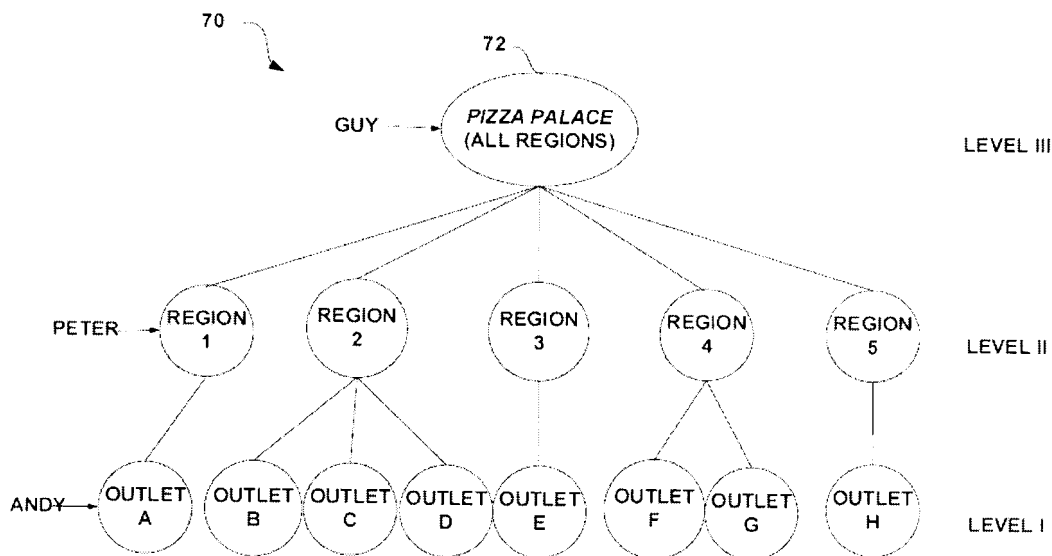 70
72
GUY
PIZZA PALACE
(ALL REGIONS)
LEVEL III
PETER
REGION
1
REGION
2
REGION
3
REGION
4
REGION
5
LEVEL II
ANDY
OUTLET
A
OUTLET
B
OUTLET
C
OUTLET
D
OUTLET
E
OUTLET
F
OUTLET
G
OUTLET
H
LEVEL I